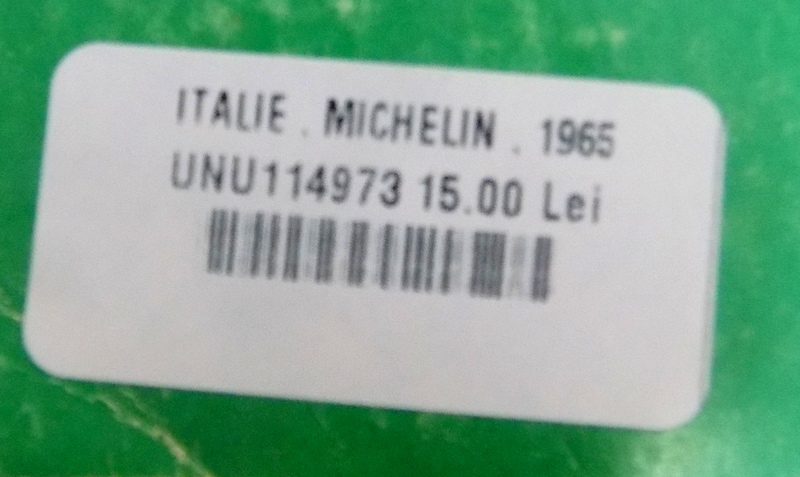 ITALIE . MICHELIN . 1965
UNU114973 15.00 Lei